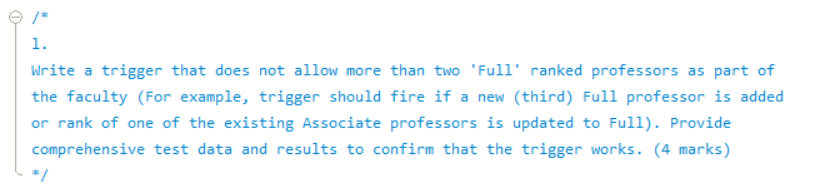 /*
1.
Write a trigger that does not allow more than two 'Full' ranked professors as part of
the faculty (For example, trigger should fire if a new (third) Full professor is added
or rank of one of the existing Associate professors is updated to Full). Provide
comprehensive test data and results to confirm that the trigger works. (4 marks)
*/